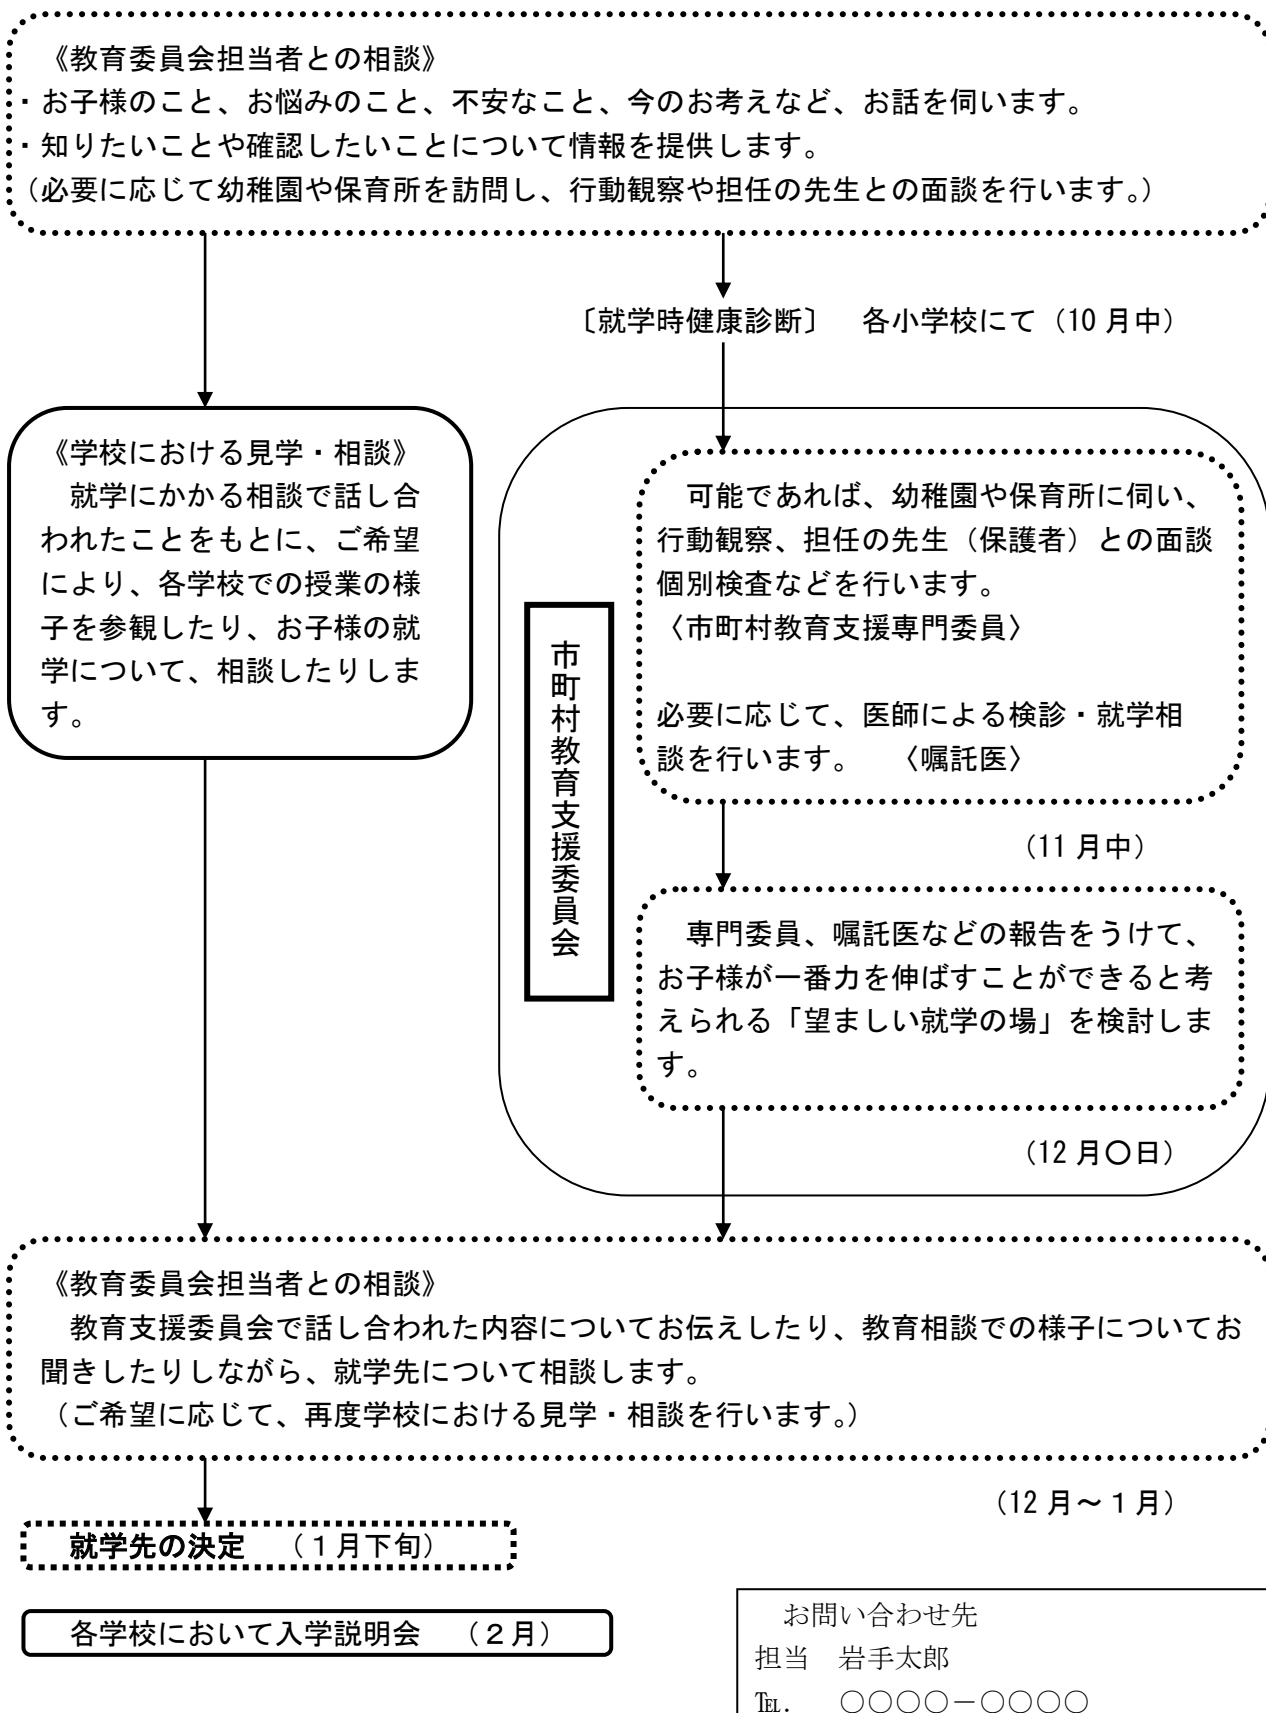 《教育委員会担当者との相談》
・お子様のこと、お悩みのこと、不安なこと、今のお考えなど、お話を伺います。
・知りたいことや確認したいことについて情報を提供します。
（必要に応じて幼稚園や保育所を訪問し、行動観察や担任の先生との面談を行います。）
〔就学時健康診断〕　各小学校にて（10月中）
《学校における見学・相談》
就学にかかる相談で話し合
われたことをもとに、ご希望
により、各学校での授業の様
子を参観したり、お子様の就
学について、相談したりしま
す。
市町村教育支援委員会
可能であれば、幼稚園や保育所に伺い、
行動観察、担任の先生（保護者）との面談
個別検査などを行います。
〈市町村教育支援専門委員〉
必要に応じて、医師による検診・就学相
談を行います。　〈嘱託医〉
（11月中）
専門委員、嘱託医などの報告をうけて、
お子様が一番力を伸ばすことができると考
えられる「望ましい就学の場」を検討しま
す。
（12月〇日）
《教育委員会担当者との相談》
教育支援委員会で話し合われた内容についてお伝えしたり、教育相談での様子についてお
聞きしたりしながら、就学先について相談します。
（ご希望に応じて、再度学校における見学・相談を行います。）
（12月～１月）
就学先の決定　（１月下旬）
各学校において入学説明会　（２月）
お問い合わせ先
担当　岩手太郎
℡.　○○○○－○○○○